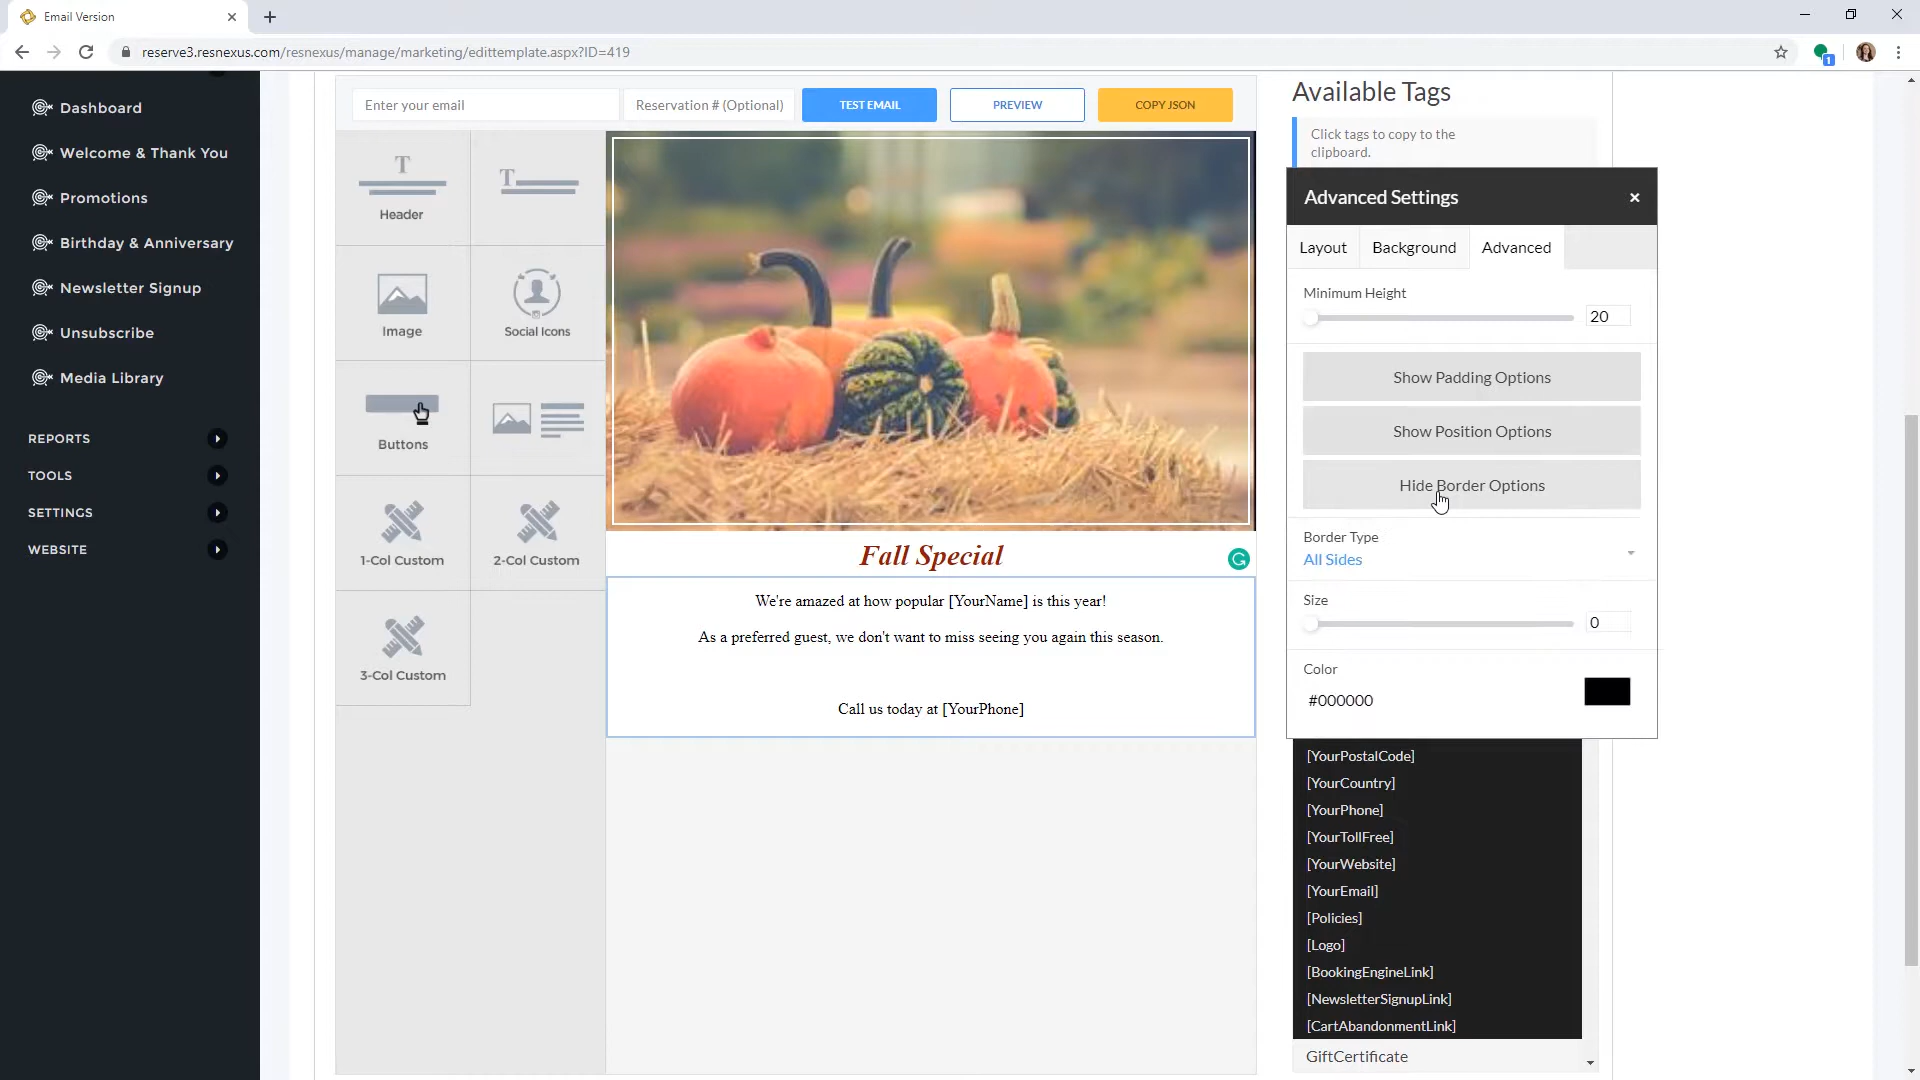 Email Version
reserve3.resnexus.com/resnexus/manage/marketing/edittemplate.aspx?ID=419
1
Dashboard
Welcome & Thank You
Promotions
Birthday & Anniversary
Newsletter Signup
Unsubscribe
Media Library
REPORTS
TOOLS
SETTINGS
WEBSITE
Enter your email
Reservation # (Optional)
TEST EMAIL
PREVIEW
COPY JSON
T
Header
T
Image
Social Icons
Buttons
1-Col Custom
2-Col Custom
3-Col Custom
Fall Special
We're amazed at how popular [YourName] is this year!
As a preferred guest, we don't want to miss seeing you again this season.
Call us today at [YourPhone]
Available Tags
Click tags to copy to the
clipboard.
Advanced Settings
Layout
Background
Advanced
Minimum Height
20
Show Padding Options
Show Position Options
Hide Border Options
Border Type
All Sides
Size
0
Color
#000000
[YourPostalCode]
[YourCountry]
[YourPhone]
[YourTollFree]
[YourWebsite]
[YourEmail]
[Policies]
[Logo]
[BookingEngineLink]
[NewsletterSignupLink]
[CartAbandonmentLink]
GiftCertificate